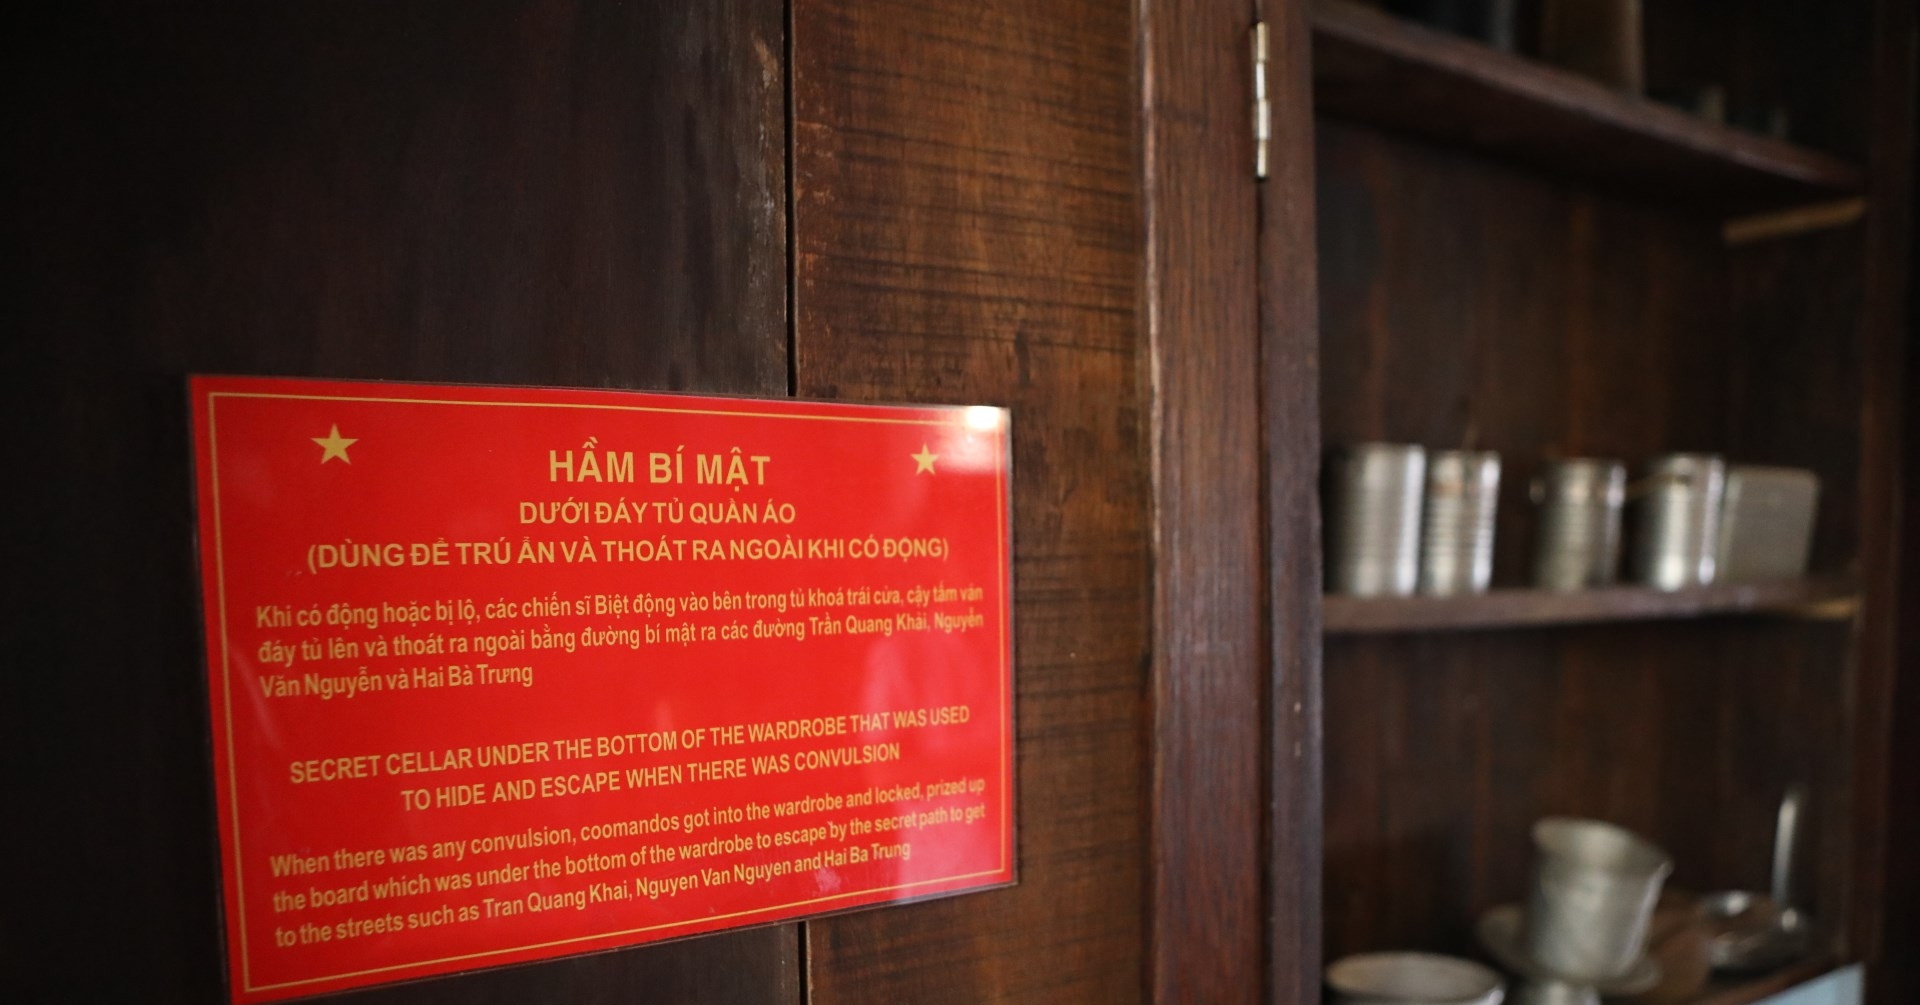 HẦM BÍ MẬT
DƯỚI ĐÁY TỦ QUẦN ÁO
(DÙNG ĐỂ TRÚ ẨN VÀ THOÁT RA NGOÀI KHI CÓ ĐỘNG)
Khi có động hoặc bị lộ, các chiến sĩ Biệt động vào bên trong tủ khoá trái cửa, cậy tấm ván
đáy tủ lên và thoát ra ngoài bằng đường bí mật ra các đường Trần Quang Khải, Nguyễn
Văn Nguyễn và Hai Bà Trưng
SECRET CELLAR UNDER THE BOTTOM OF THE WARDROBE THAT WAS USED
TO HIDE AND ESCAPE WHEN THERE WAS CONVULSION
When there was any convulsion, coomandos got into the wardrobe and locked, prized up
the board which was under the bottom of the wardrobe to escape by the secret path to get
to the streets such as Tran Quang Khai, Nguyen Van Nguyen and Hai Ba Trung